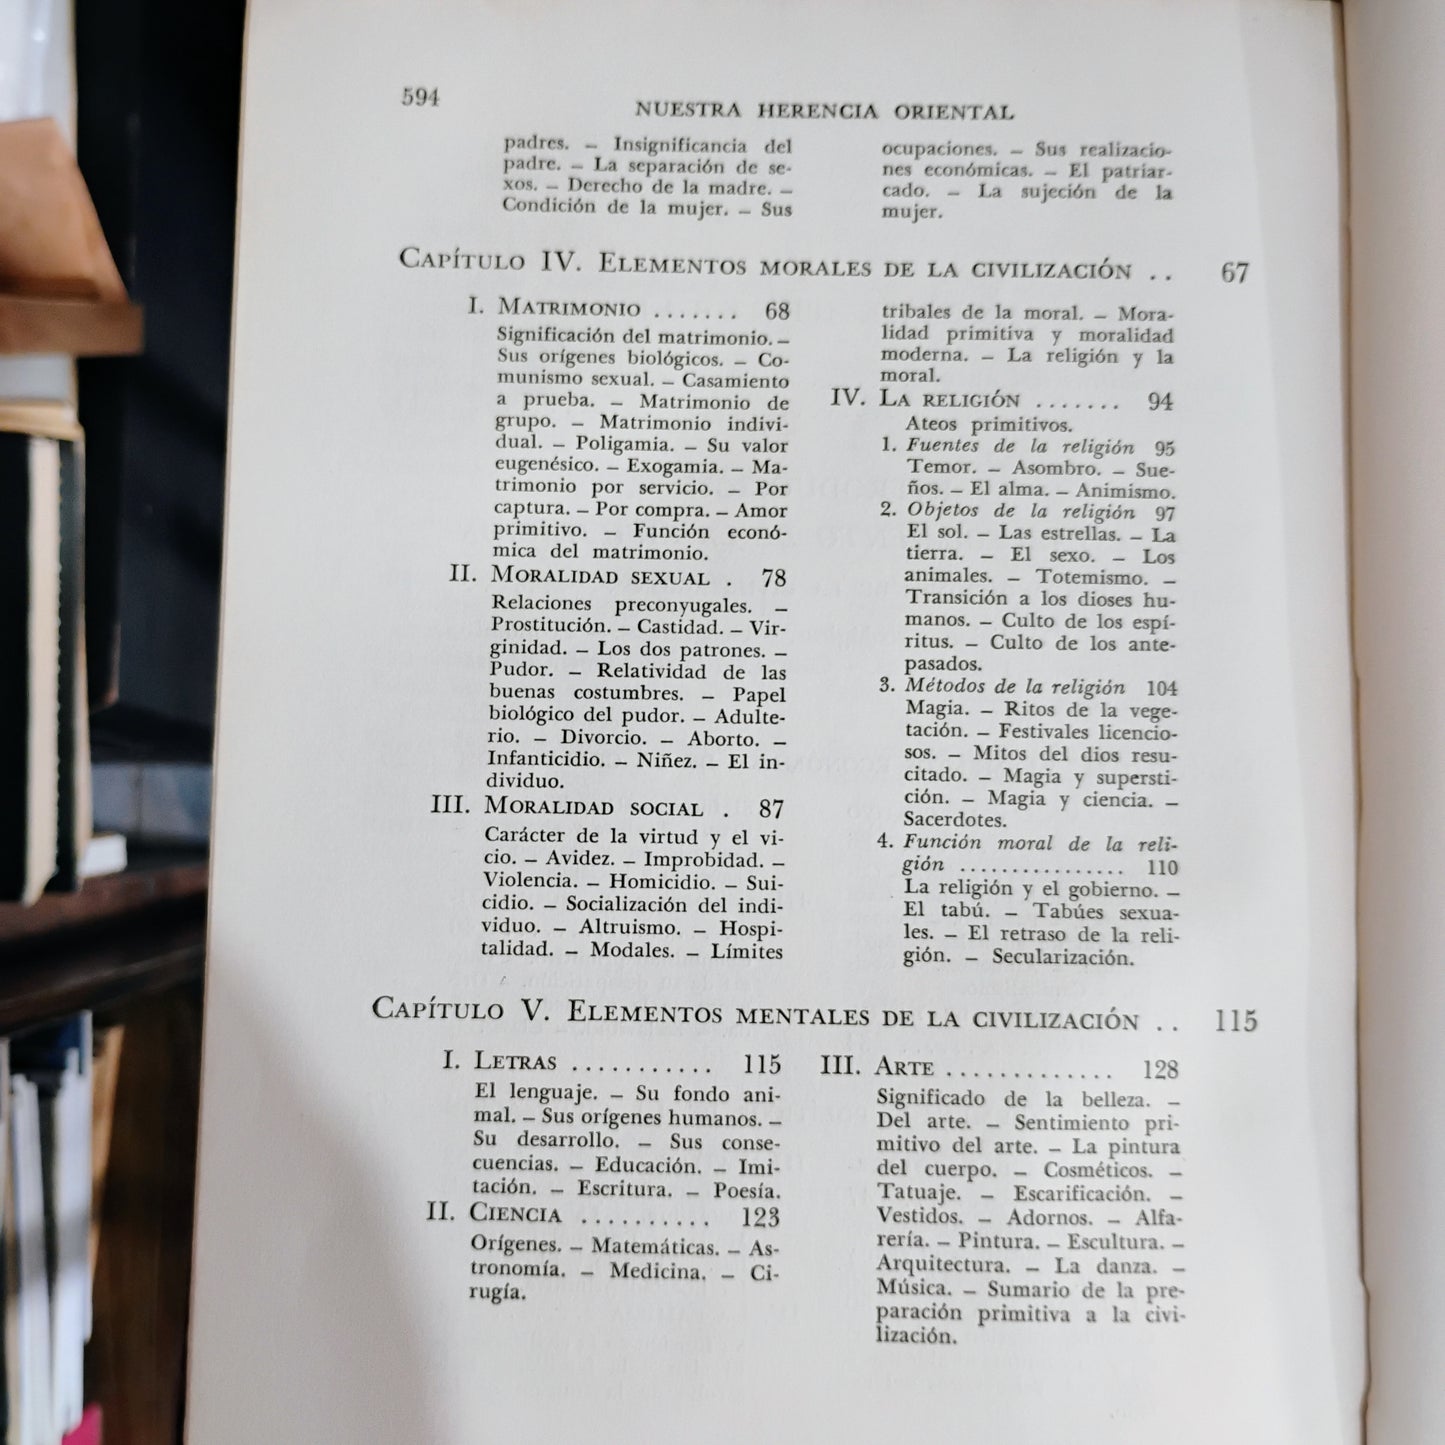 594
NUESTRA HERENCIA ORIENTAL
padres. – Insignificancia del
padre. – La separación de se-
xos. – Derecho de la madre. –
Condición de la mujer. – Sus
ocupaciones. – Sus realizacio-
nes económicas. – El patriar-
cado. – La sujeción de la
mujer.
CAPÍTULO IV. ELEMENTOS MORALES DE LA CIVILIZACIÓN . . 67
I. MATRIMONIO . . . . . . . 68
Significación del matrimonio. –
Sus orígenes biológicos. – Co-
munismo sexual. – Casamiento
a prueba. – Matrimonio de
grupo. – Matrimonio indivi-
dual. – Poligamia. – Su valor
eugenésico. – Exogamia. – Ma-
trimonio por servicio. – Por
captura. – Por compra. – Amor
primitivo. – Función econó-
mica del matrimonio.
II. MORALIDAD SEXUAL . 78
Relaciones preconyugales. –
Prostitución. – Castidad. – Vir-
ginidad. – Los dos patrones. –
Pudor. – Relatividad de las
buenas costumbres. – Papel
biológico del pudor. – Adulte-
rio. – Divorcio. – Aborto. –
Infanticidio. – Niñez. – El in-
dividuo.
III. MORALIDAD SOCIAL . 87
Carácter de la virtud y el vi-
cio. – Avidez. – Improbidad. –
Violencia. – Homicidio. – Sui-
cidio. – Socialización del indi-
viduo. – Altruismo. – Hospi-
talidad. – Modales. – Límites
tribales de la moral. – Mora-
lidad primitiva y moralidad
moderna. – La religión y la
moral.
IV. LA RELIGIÓN . . . . . . . 94
Ateos primitivos.
1. Fuentes de la religión 95
Temor. – Asombro. – Sue-
ños. – El alma. – Animismo.
2. Objetos de la religión 97
El sol. – Las estrellas. – La
tierra. – El sexo. – Los
animales. – Totemismo. –
Transición a los dioses hu-
manos. – Culto de los espí-
ritus. – Culto de los ante-
pasados.
3. Métodos de la religión 104
Magia. – Ritos de la vege-
tación. – Festivales licencio-
sos. – Mitos del dios resu-
citado. – Magia y supersti-
ción. – Magia y ciencia. –
Sacerdotes.
4. Función moral de la reli-
gión . . . . . . . . . . . . . . . . 110
La religión y el gobierno. –
El tabú. – Tabúes sexua-
les. – El retraso de la reli-
gión. – Secularización.
CAPÍTULO V. ELEMENTOS MENTALES DE LA CIVILIZACIÓN . . 115
I. LETRAS . . . . . . . . . . . 115
El lenguaje. – Su fondo ani-
mal. – Sus orígenes humanos. –
Su desarrollo. – Sus conse-
cuencias. – Educación. – Imi-
tación. – Escritura. – Poesía.
II. CIENCIA . . . . . . . . . . 123
Orígenes. – Matemáticas. – As-
tronomía. – Medicina. – Ci-
rugía.
III. ARTE . . . . . . . . . . . . . 128
Significado de la belleza. –
Del arte. – Sentimiento pri-
mitivo del arte. – La pintura
del cuerpo. – Cosméticos. –
Tatuaje. – Escarificación. –
Vestidos. – Adornos. – Alfa-
rería. – Pintura. – Escultura. –
Arquitectura. – La danza. –
Música. – Sumario de la pre-
paración primitiva a la civi-
lización.